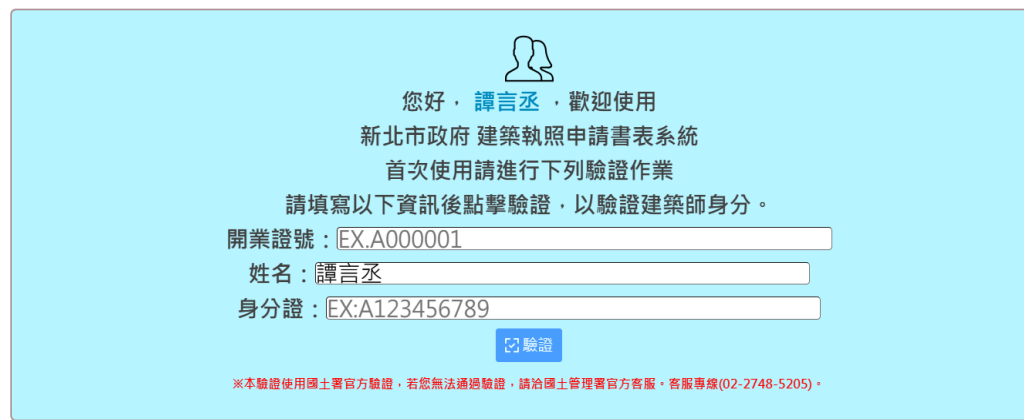 您好， 譚言丞 ，歡迎使用
新北市政府 建築執照申請書表系統
首次使用請進行下列驗證作業
請填寫以下資訊後點擊驗證，以驗證建築師身分。
開業證號：EX.A000001
姓名：譚言丞
身分證：EX:A123456789
驗證
※本驗證使用國土署官方驗證，若您無法通過驗證，請洽國土管理署官方客服。客服專線(02-2748-5205)。